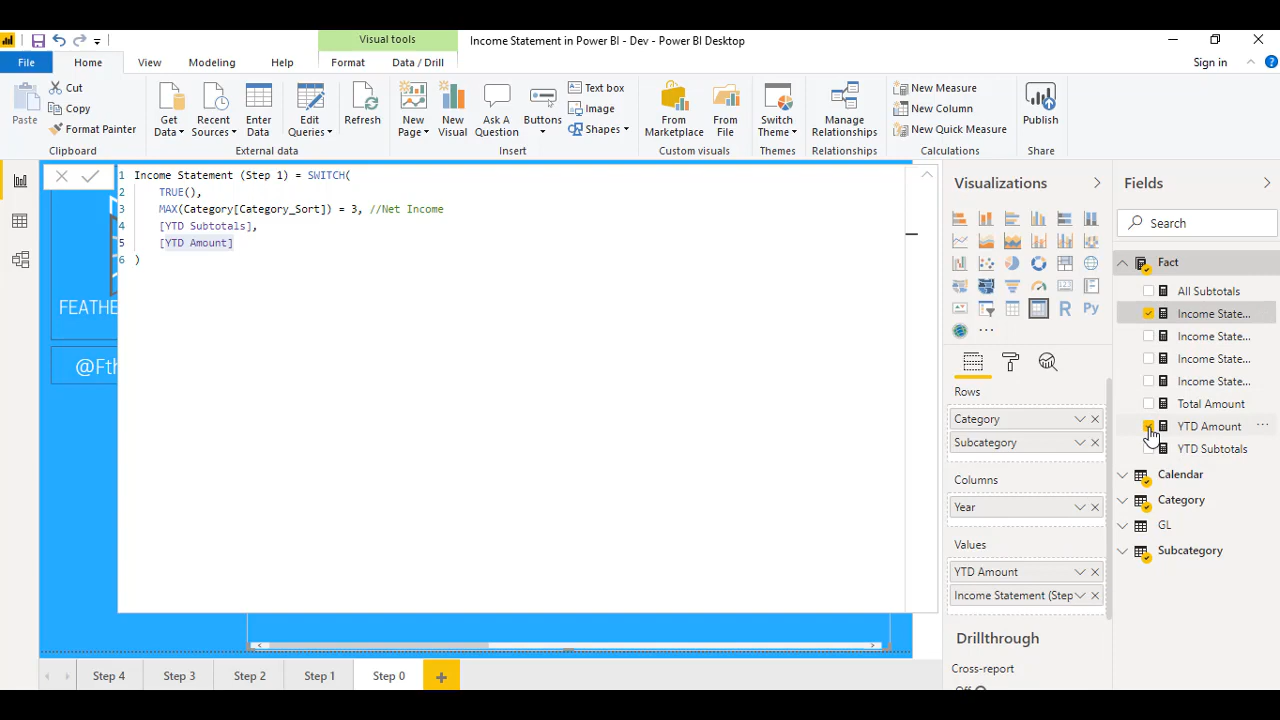 Visual tools
Income Statement in Power BI - Dev - Power BI Desktop
File
Home
View
Modeling
Help
Format
Data / Drill
Sign in
Paste
Cut
Copy
Format Painter
Clipboard
Get Data
Recent Sources
Enter Data
Edit Queries
Refresh
External data
New Page
New Visual
Ask A Question
Buttons
Text box
Image
Shapes
Insert
From Marketplace
From File
Custom visuals
Switch Theme
Themes
Manage Relationships
Relationships
New Measure
New Column
New Quick Measure
Calculations
Publish
Share
1 Income Statement (Step 1) = SWITCH(
2 TRUE(),
3 MAX(Category[Category_Sort]) = 3, //Net Income
4 [YTD Subtotals],
5 [YTD Amount]
6 )
FEATHE
@Fth
Visualizations
R
Py
Rows
Category
Subcategory
Columns
Year
Values
YTD Amount
Income Statement (Step
Drillthrough
Cross-report
Off
Fields
Search
Fact
All Subtotals
Income State...
Income State...
Income State...
Income State...
Total Amount
YTD Amount
YTD Subtotals
Calendar
Category
GL
Subcategory
Step 4
Step 3
Step 2
Step 1
Step 0